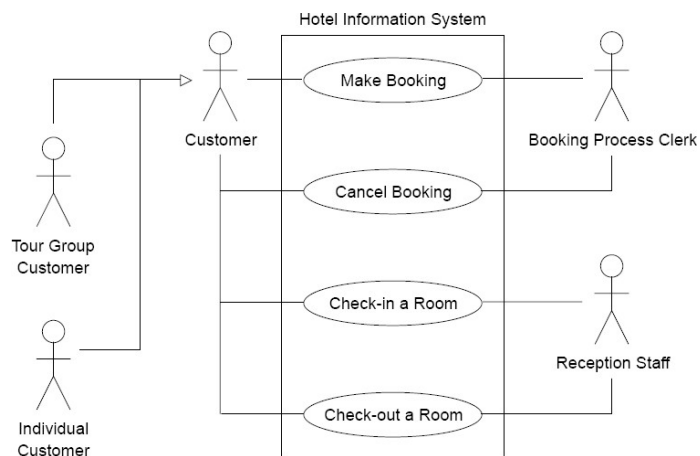 Hotel Information System
Make Booking
Customer
Booking Process Clerk
Cancel Booking
Tour Group
Customer
Check-in a Room
Reception Staff
Check-out a Room
Individual
Customer